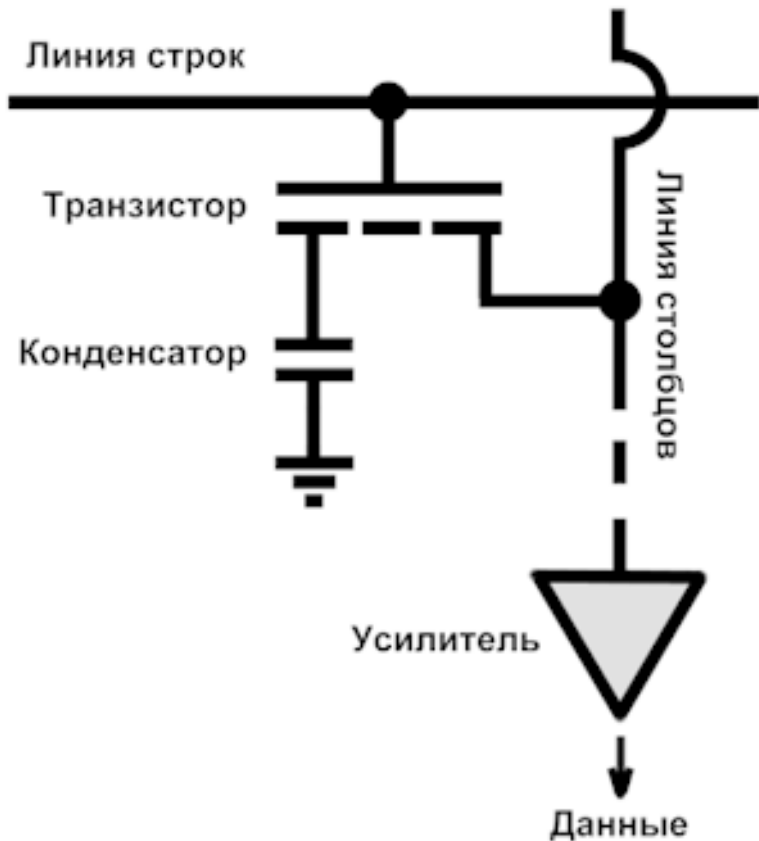 Линия строк
Транзистор
Линия столбцов
Конденсатор
Усилитель
Данные